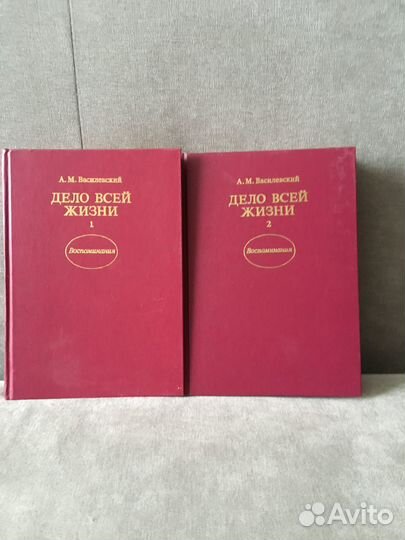 А. М. Василевский
ДЕЛО ВСЕЙ
ЖИЗНИ
1
Воспоминания
А. М. Василевский
ДЕЛО ВСЕЙ
ЖИЗНИ
2
Воспоминания
Avito